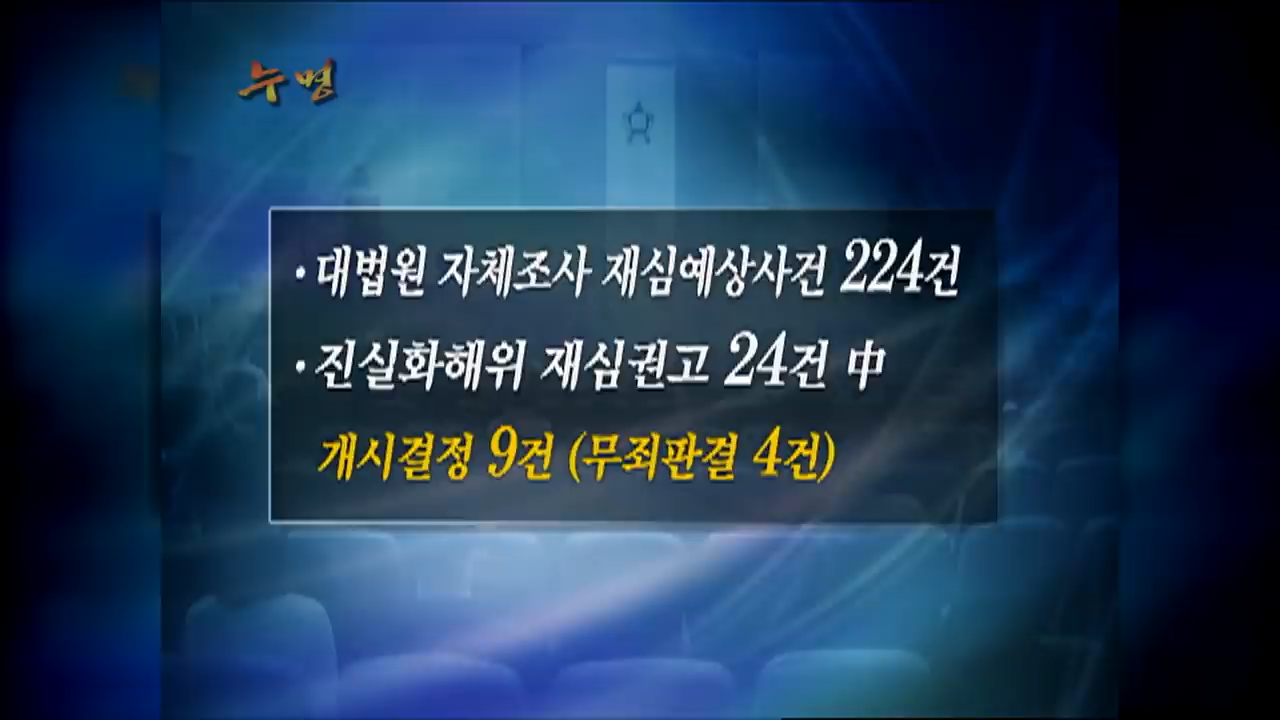 누명
· 대법원 자체조사 재심예상사건 224건
· 진실화해위 재심권고 24건 中
개시결정 9건 (무죄판결 4건)